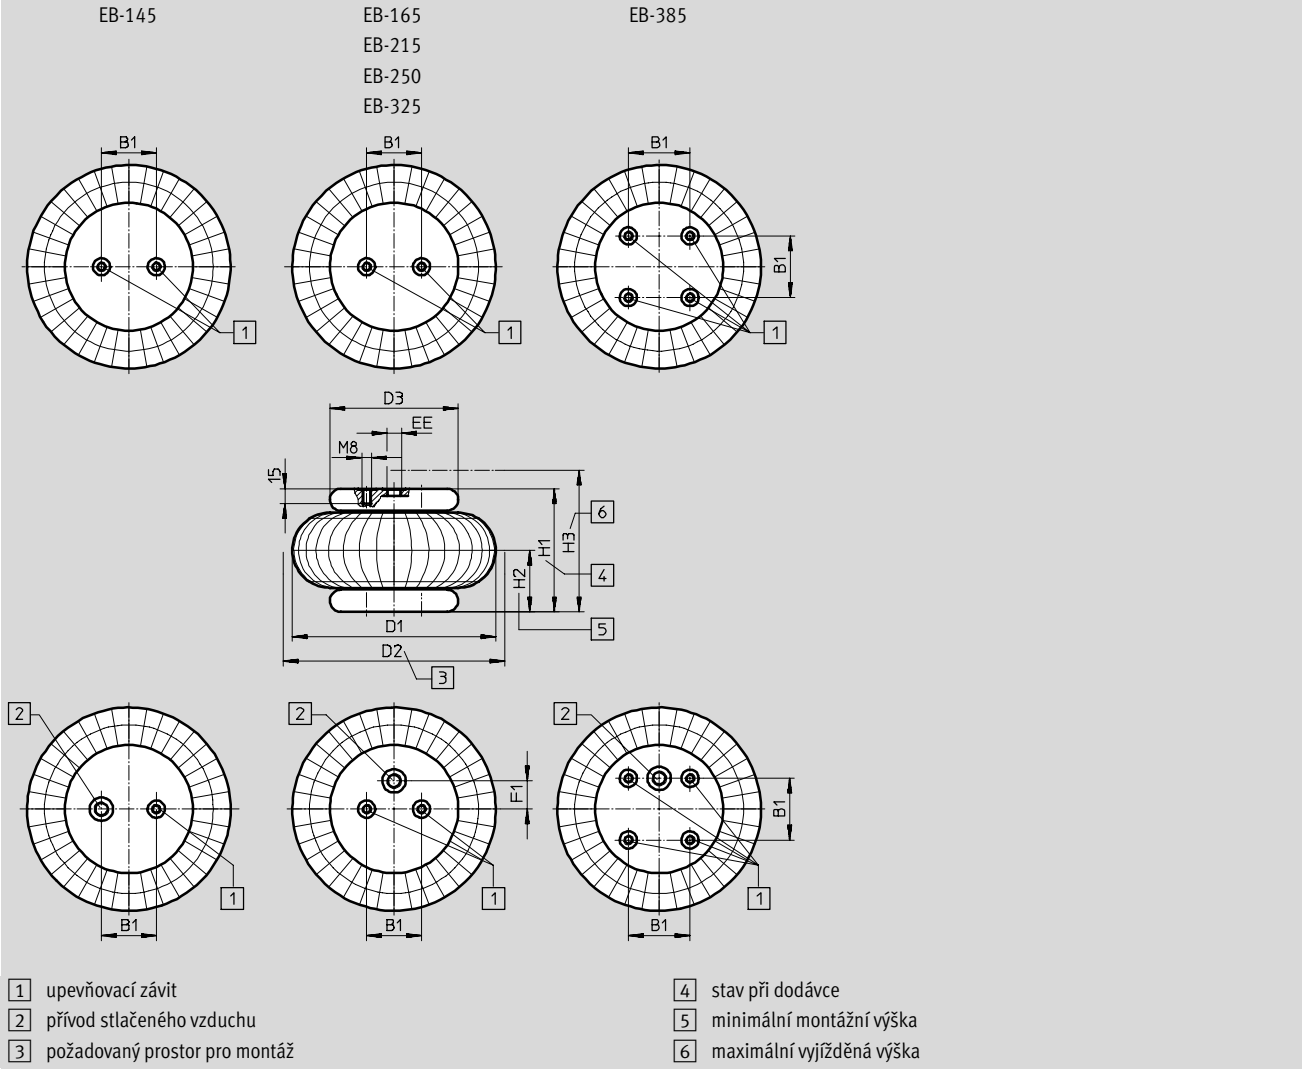 EB-145 EB-165 EB-385
EB-215
EB-250
EB-325
B1 B1 B1
B1
1 1 1
D3
EE
M8
15
6
H3
H1
4
H2
5
D1
D2
3
2 2 2
F1
B1
1 1 1
B1 B1 B1
1 upevňovací závit
2 přívod stlačeného vzduchu
3 požadovaný prostor pro montáž
4 stav při dodávce
5 minimální montážní výška
6 maximální vyjížděná výška